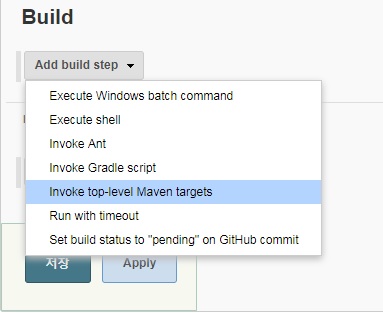 Build
Add build step
Execute Windows batch command
Execute shell
Invoke Ant
Invoke Gradle script
Invoke top-level Maven targets
Run with timeout
Set build status to "pending" on GitHub commit
저장
Apply